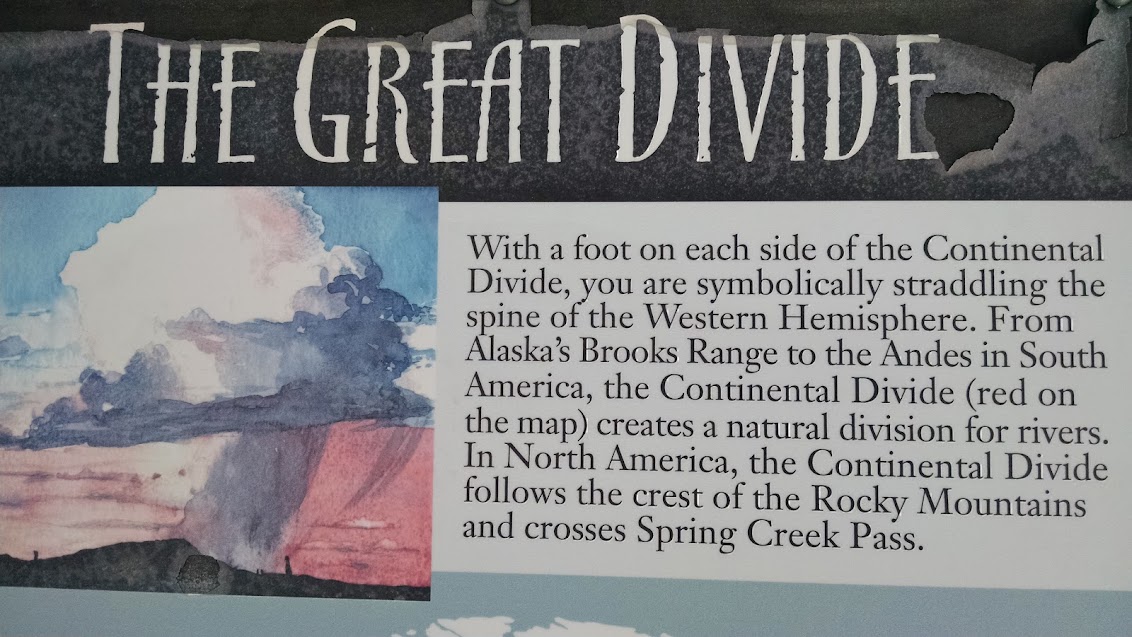 THE GREAT DIVIDE
With a foot on each side of the Continental
Divide, you are symbolically straddling the
spine of the Western Hemisphere. From
Alaska's Brooks Range to the Andes in South
America, the Continental Divide (red on
the map) creates a natural division for rivers.
In North America, the Continental Divide
follows the crest of the Rocky Mountains
and crosses Spring Creek Pass.